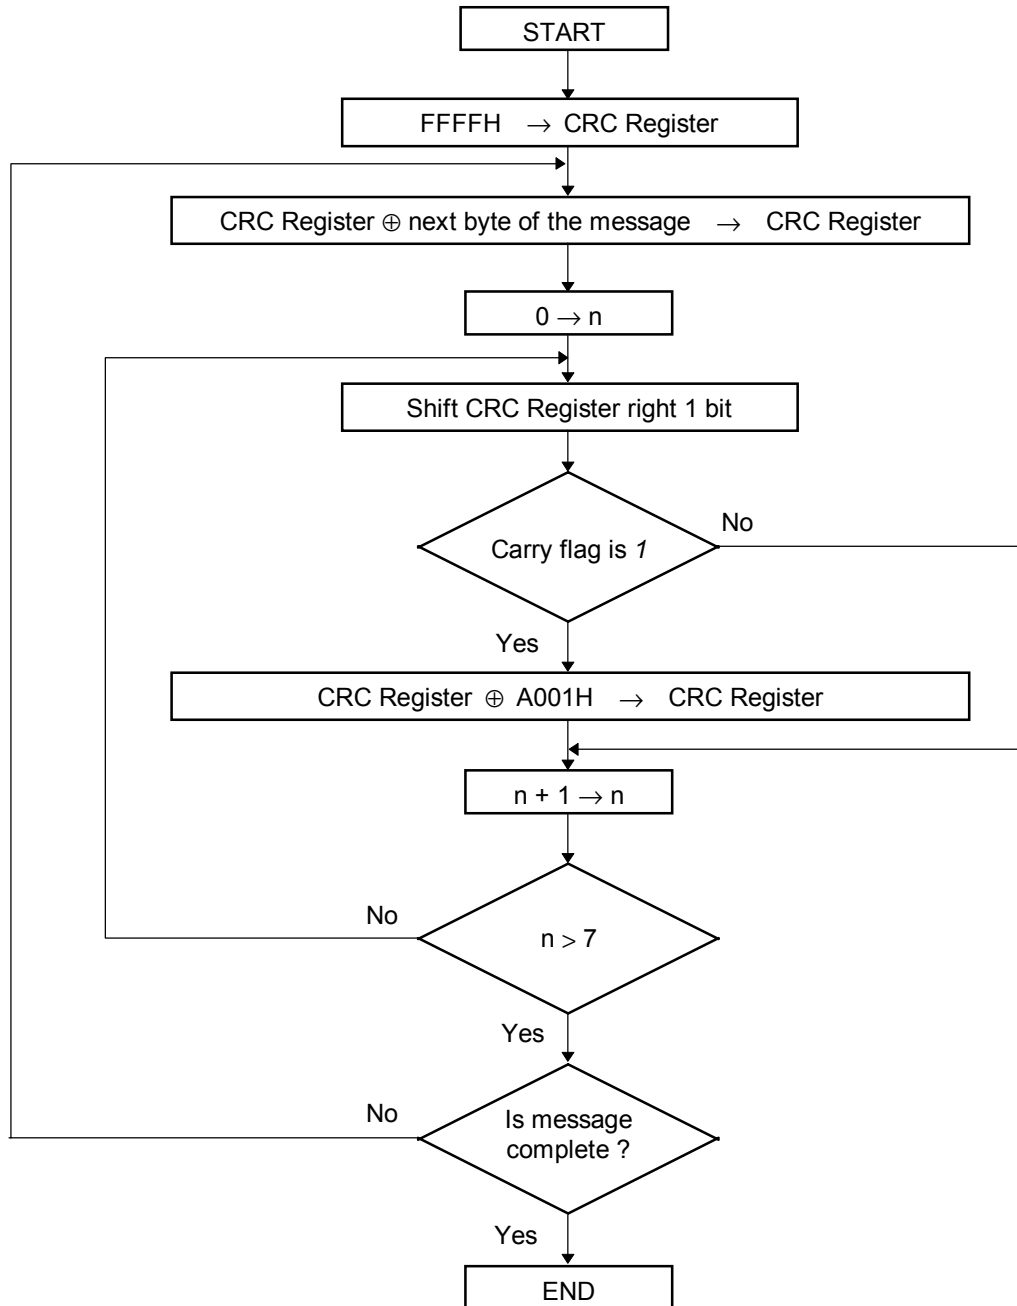 START
FFFFH → CRC Register
CRC Register ⊕ next byte of the message → CRC Register
0 → n
Shift CRC Register right 1 bit
No
Carry flag is 1
Yes
CRC Register ⊕ A001H → CRC Register
n + 1 → n
No
n > 7
Yes
No
Is message
complete ?
Yes
END